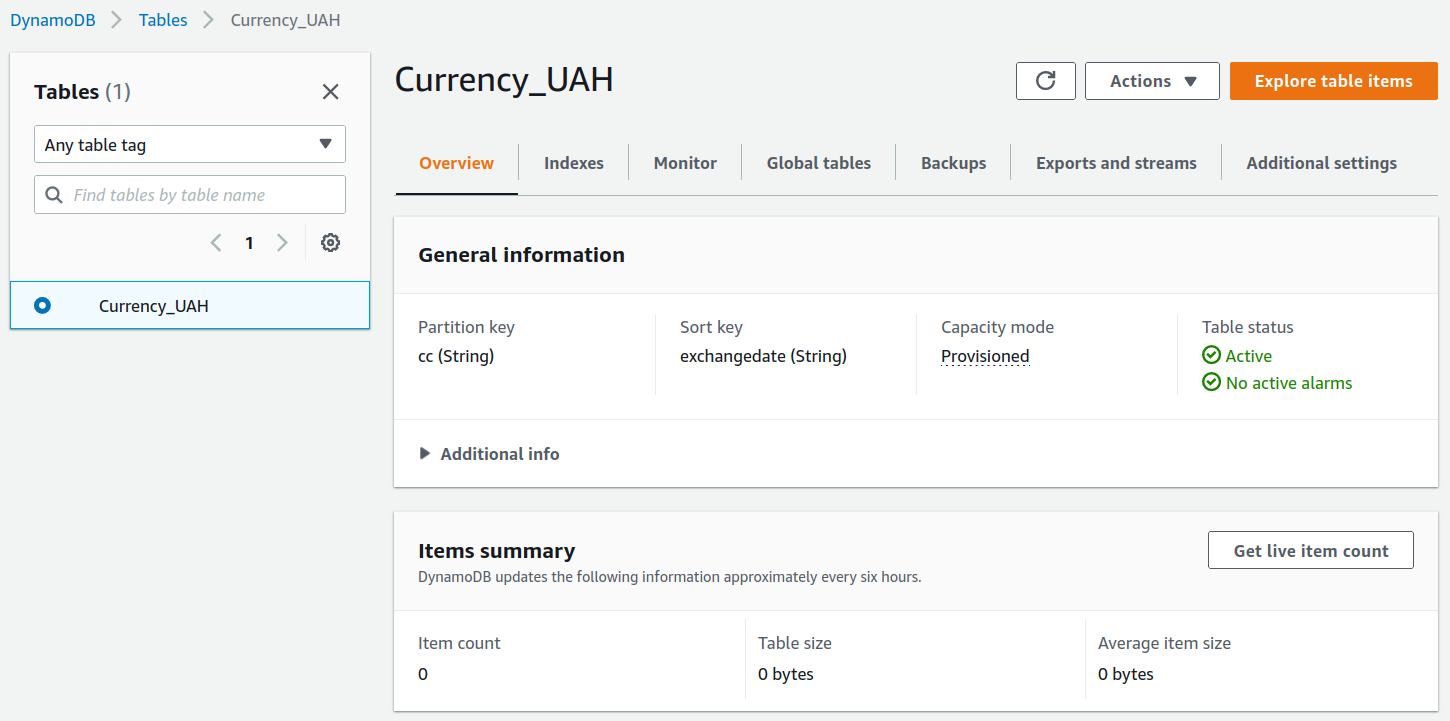 DynamoDB > Tables > Currency_UAH
Tables (1)
Any table tag
Find tables by table name
1
Currency_UAH
Currency_UAH
Actions
Explore table items
Overview
Indexes
Monitor
Global tables
Backups
Exports and streams
Additional settings
General information
Partition key
cc (String)
Sort key
exchangedate (String)
Capacity mode
Provisioned
Table status
Active
No active alarms
Additional info
Items summary
DynamoDB updates the following information approximately every six hours.
Get live item count
Item count
0
Table size
0 bytes
Average item size
0 bytes